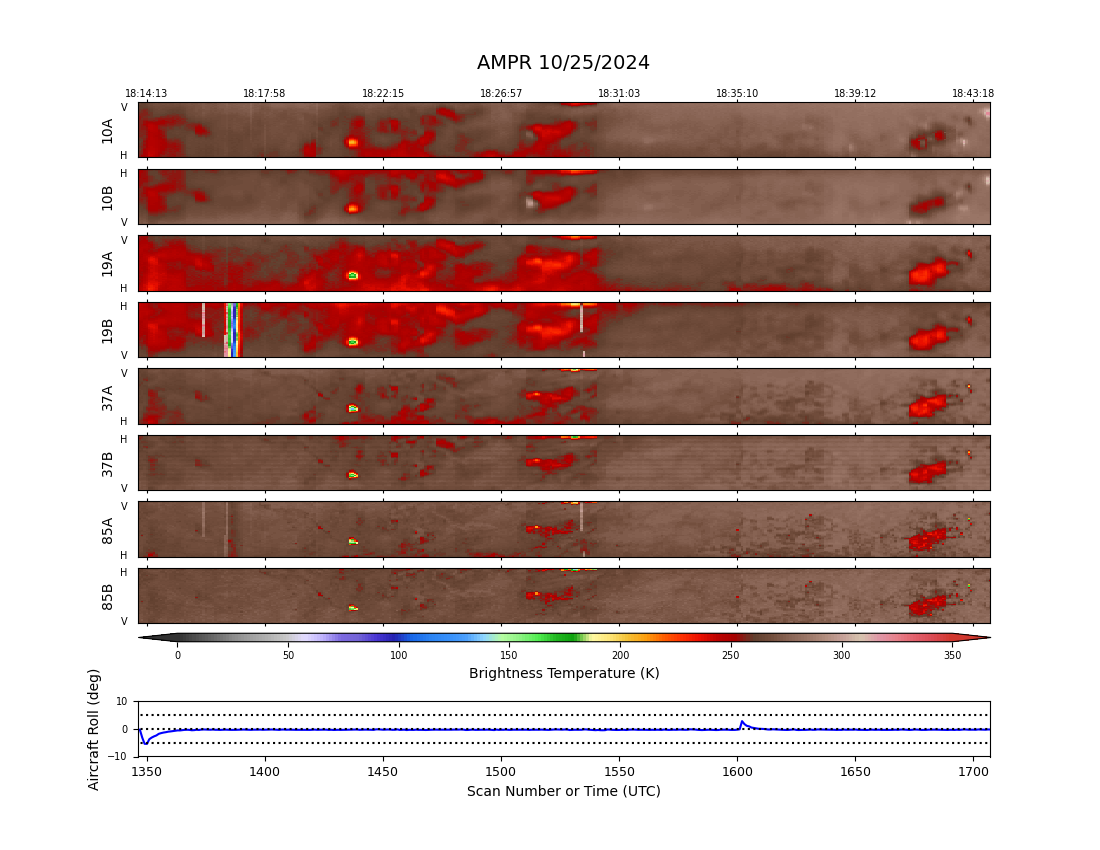 AMPR 10/25/2024
18:14:13 18:17:58 18:22:15 18:26:57 18:31:03 18:35:10 18:39:12 18:43:18
V
10A
H
H
10B
V
V
19A
H
H
19B
V
V
37A
H
H
37B
V
V
85A
H
H
85B
V
0 50 100 150 200 250 300 350
Brightness Temperature (K)
Aircraft Roll (deg)
10
0
−10
1350 1400 1450 1500 1550 1600 1650 1700
Scan Number or Time (UTC)